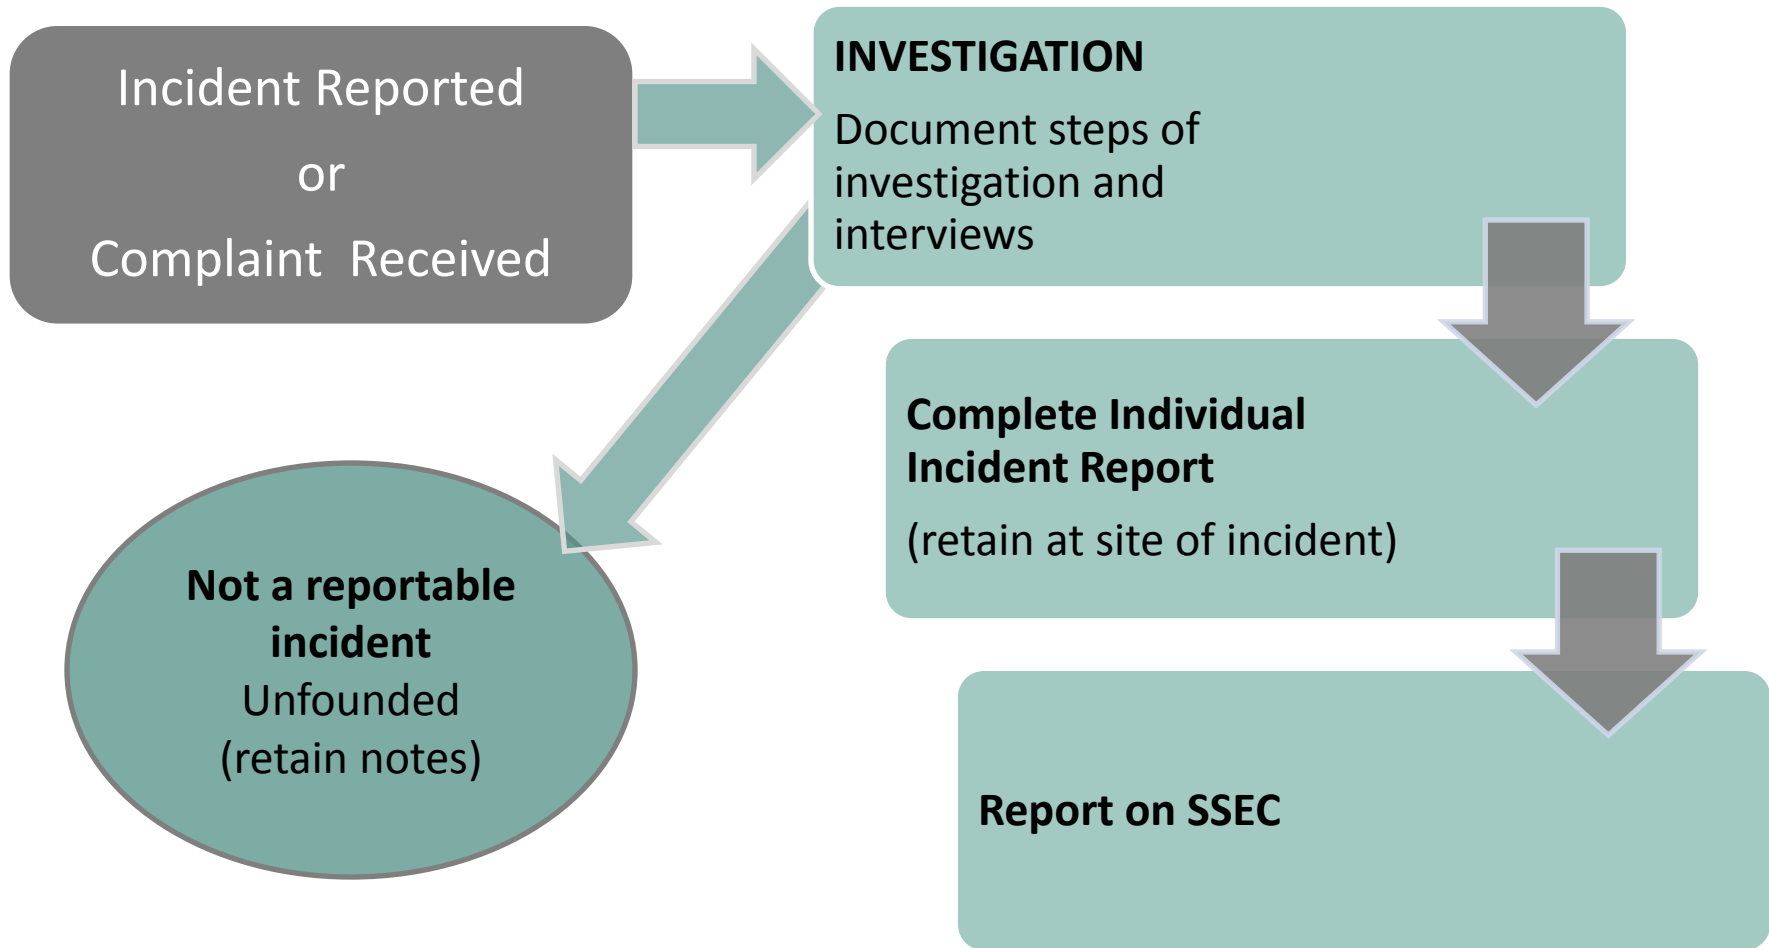 Incident Reported
or
Complaint  Received
INVESTIGATION
Document steps of
investigation and
interviews
Complete Individual
Incident Report
(retain at site of incident)
Not a reportable
incident
Unfounded
(retain notes)
Report on SSEC